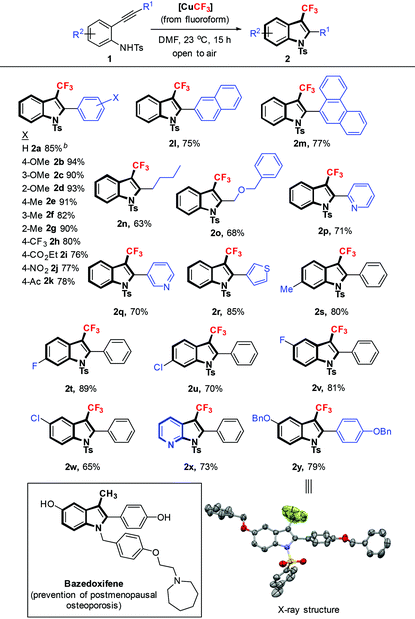 R² 1 NHTs R¹
[CuCF₃]
(from fluoroform)
DMF, 23 °C, 15 h
open to air
R² CF₃ R¹ N Ts 2
CF₃ X N Ts
X
H 2a 85%ᵇ
4-OMe 2b 94%
3-OMe 2c 90%
2-OMe 2d 93%
4-Me 2e 91%
3-Me 2f 82%
2-Me 2g 90%
4-CF₃ 2h 80%
4-CO₂Et 2i 76%
4-NO₂ 2j 77%
4-Ac 2k 78%
CF₃ N Ts
2l, 75%
CF₃ N Ts
2m, 77%
CF₃ N Ts
2n, 63%
CF₃ O N Ts
2o, 68%
CF₃ N Ts N
2p, 71%
CF₃ N Ts N
2q, 70%
CF₃ S N Ts
2r, 85%
CF₃ Me N Ts
2s, 80%
CF₃ F N Ts
2t, 89%
CF₃ Cl N Ts
2u, 70%
CF₃ F N Ts
2v, 81%
CF₃ Cl N Ts
2w, 65%
CF₃ N N Ts
2x, 73%
BnO CF₃ OBn N Ts
2y, 79%
HO CH₃ OH N O N
Bazedoxifene
(prevention of postmenopausal
osteoporosis)
X-ray structure